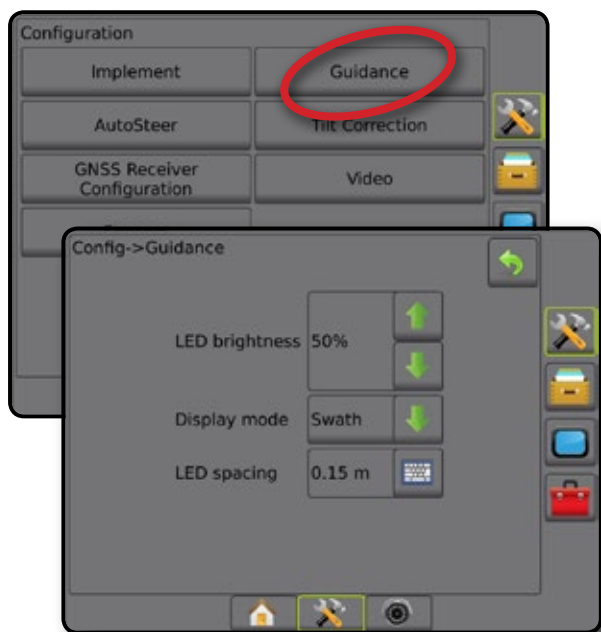 Configuration
Implement
Guidance
AutoSteer
Tilt Correction
GNSS Receiver
Configuration
Video
Config->Guidance
LED brightness 50%
Display mode Swath
LED spacing 0.15 m